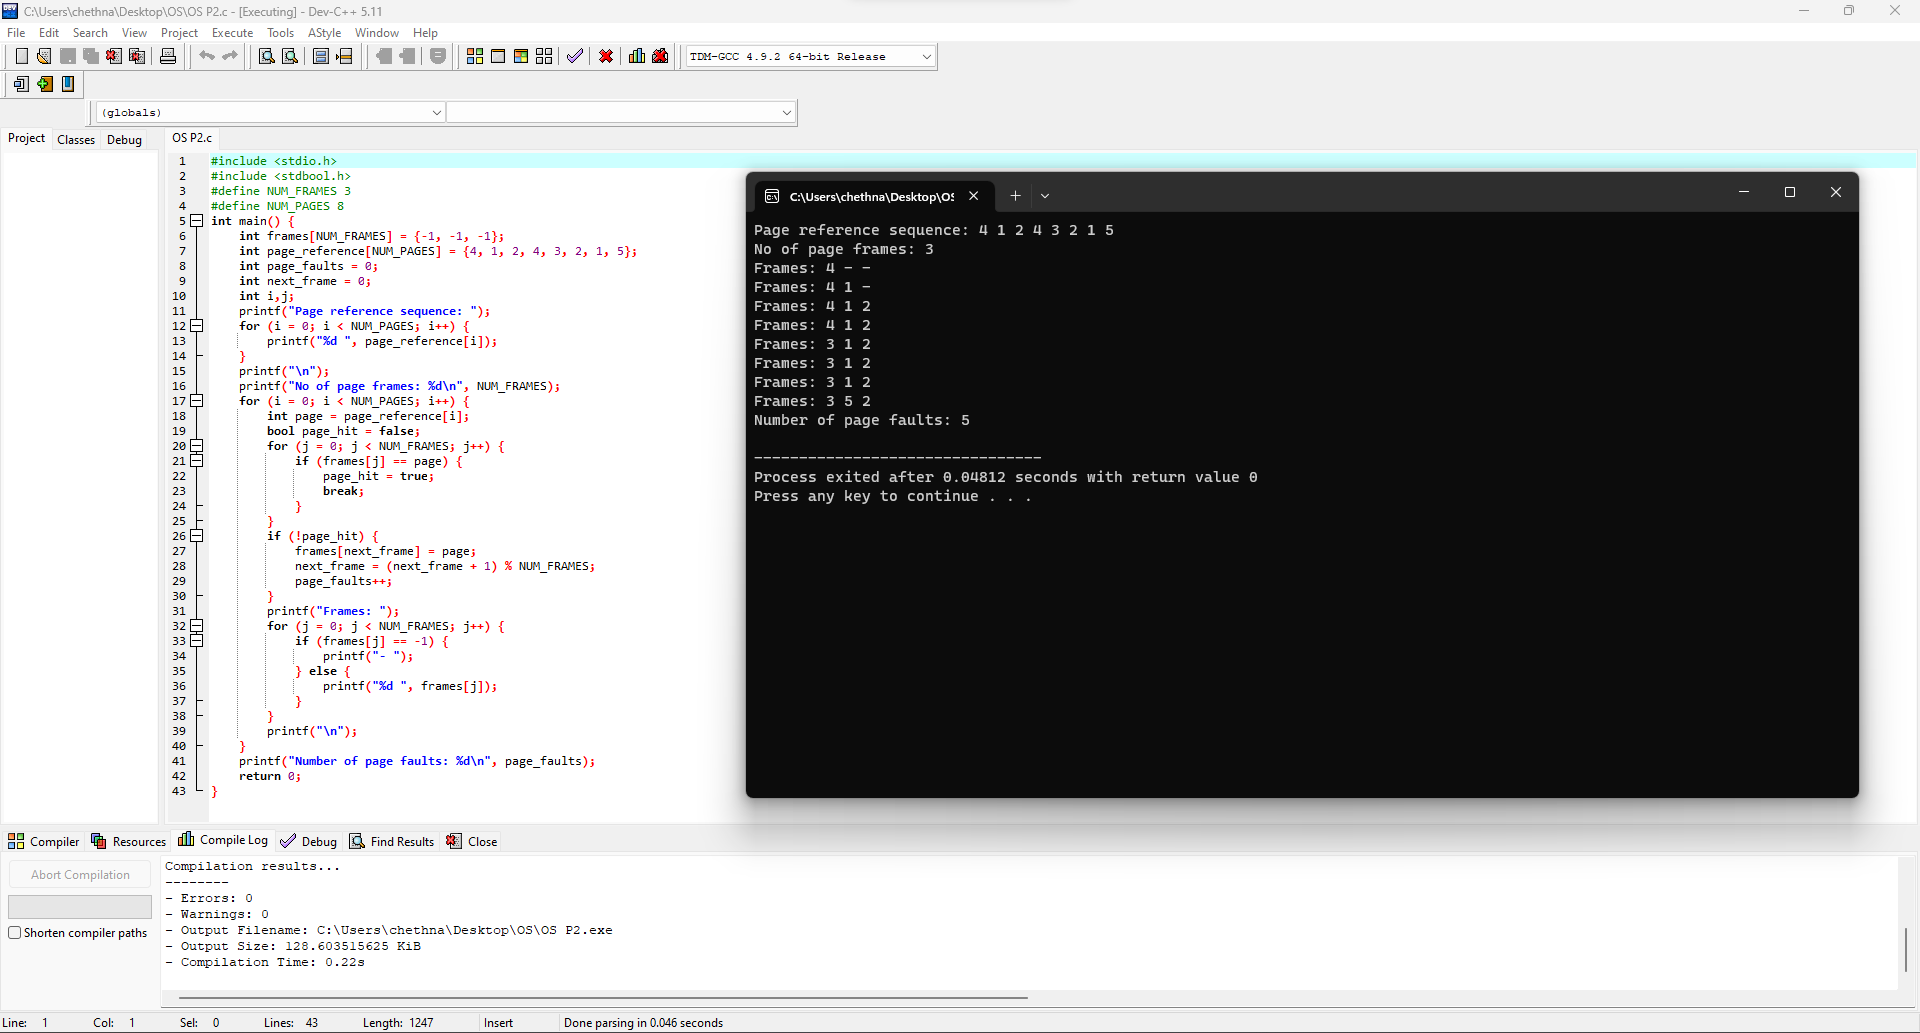 C:\Users\chethna\Desktop\OS\OS P2.c - [Executing] - Dev-C++ 5.11
File Edit Search View Project Execute Tools AStyle Window Help
TDM-GCC 4.9.2 64-bit Release
(globals)
Project Classes Debug
OS P2.c
1 #include <stdio.h>
2 #include <stdbool.h>
3 #define NUM_FRAMES 3
4 #define NUM_PAGES 8
5 int main() {
6 int frames[NUM_FRAMES] = {-1, -1, -1};
7 int page_reference[NUM_PAGES] = {4, 1, 2, 4, 3, 2, 1, 5};
8 int page_faults = 0;
9 int next_frame = 0;
10 int i,j;
11 printf("Page reference sequence: ");
12 for (i = 0; i < NUM_PAGES; i++) {
13 printf("%d ", page_reference[i]);
14 }
15 printf("\n");
16 printf("No of page frames: %d\n", NUM_FRAMES);
17 for (i = 0; i < NUM_PAGES; i++) {
18 int page = page_reference[i];
19 bool page_hit = false;
20 for (j = 0; j < NUM_FRAMES; j++) {
21 if (frames[j] == page) {
22 page_hit = true;
23 break;
24 }
25 }
26 if (!page_hit) {
27 frames[next_frame] = page;
28 next_frame = (next_frame + 1) % NUM_FRAMES;
29 page_faults++;
30 }
31 printf("Frames: ");
32 for (j = 0; j < NUM_FRAMES; j++) {
33 if (frames[j] == -1) {
34 printf("- ");
35 } else {
36 printf("%d ", frames[j]);
37 }
38 }
39 printf("\n");
40 }
41 printf("Number of page faults: %d\n", page_faults);
42 return 0;
43 }
C:\Users\chethna\Desktop\OS
Page reference sequence: 4 1 2 4 3 2 1 5
No of page frames: 3
Frames: 4 - -
Frames: 4 1 -
Frames: 4 1 2
Frames: 4 1 2
Frames: 3 1 2
Frames: 3 1 2
Frames: 3 1 2
Frames: 3 5 2
Number of page faults: 5
--------------------------------
Process exited after 0.04812 seconds with return value 0
Press any key to continue . . .
Compiler Resources Compile Log Debug Find Results Close
Abort Compilation
Shorten compiler paths
Compilation results...
--------
- Errors: 0
- Warnings: 0
- Output Filename: C:\Users\chethna\Desktop\OS\OS P2.exe
- Output Size: 128.603515625 KiB
- Compilation Time: 0.22s
Line: 1 Col: 1 Sel: 0 Lines: 43 Length: 1247 Insert Done parsing in 0.046 seconds